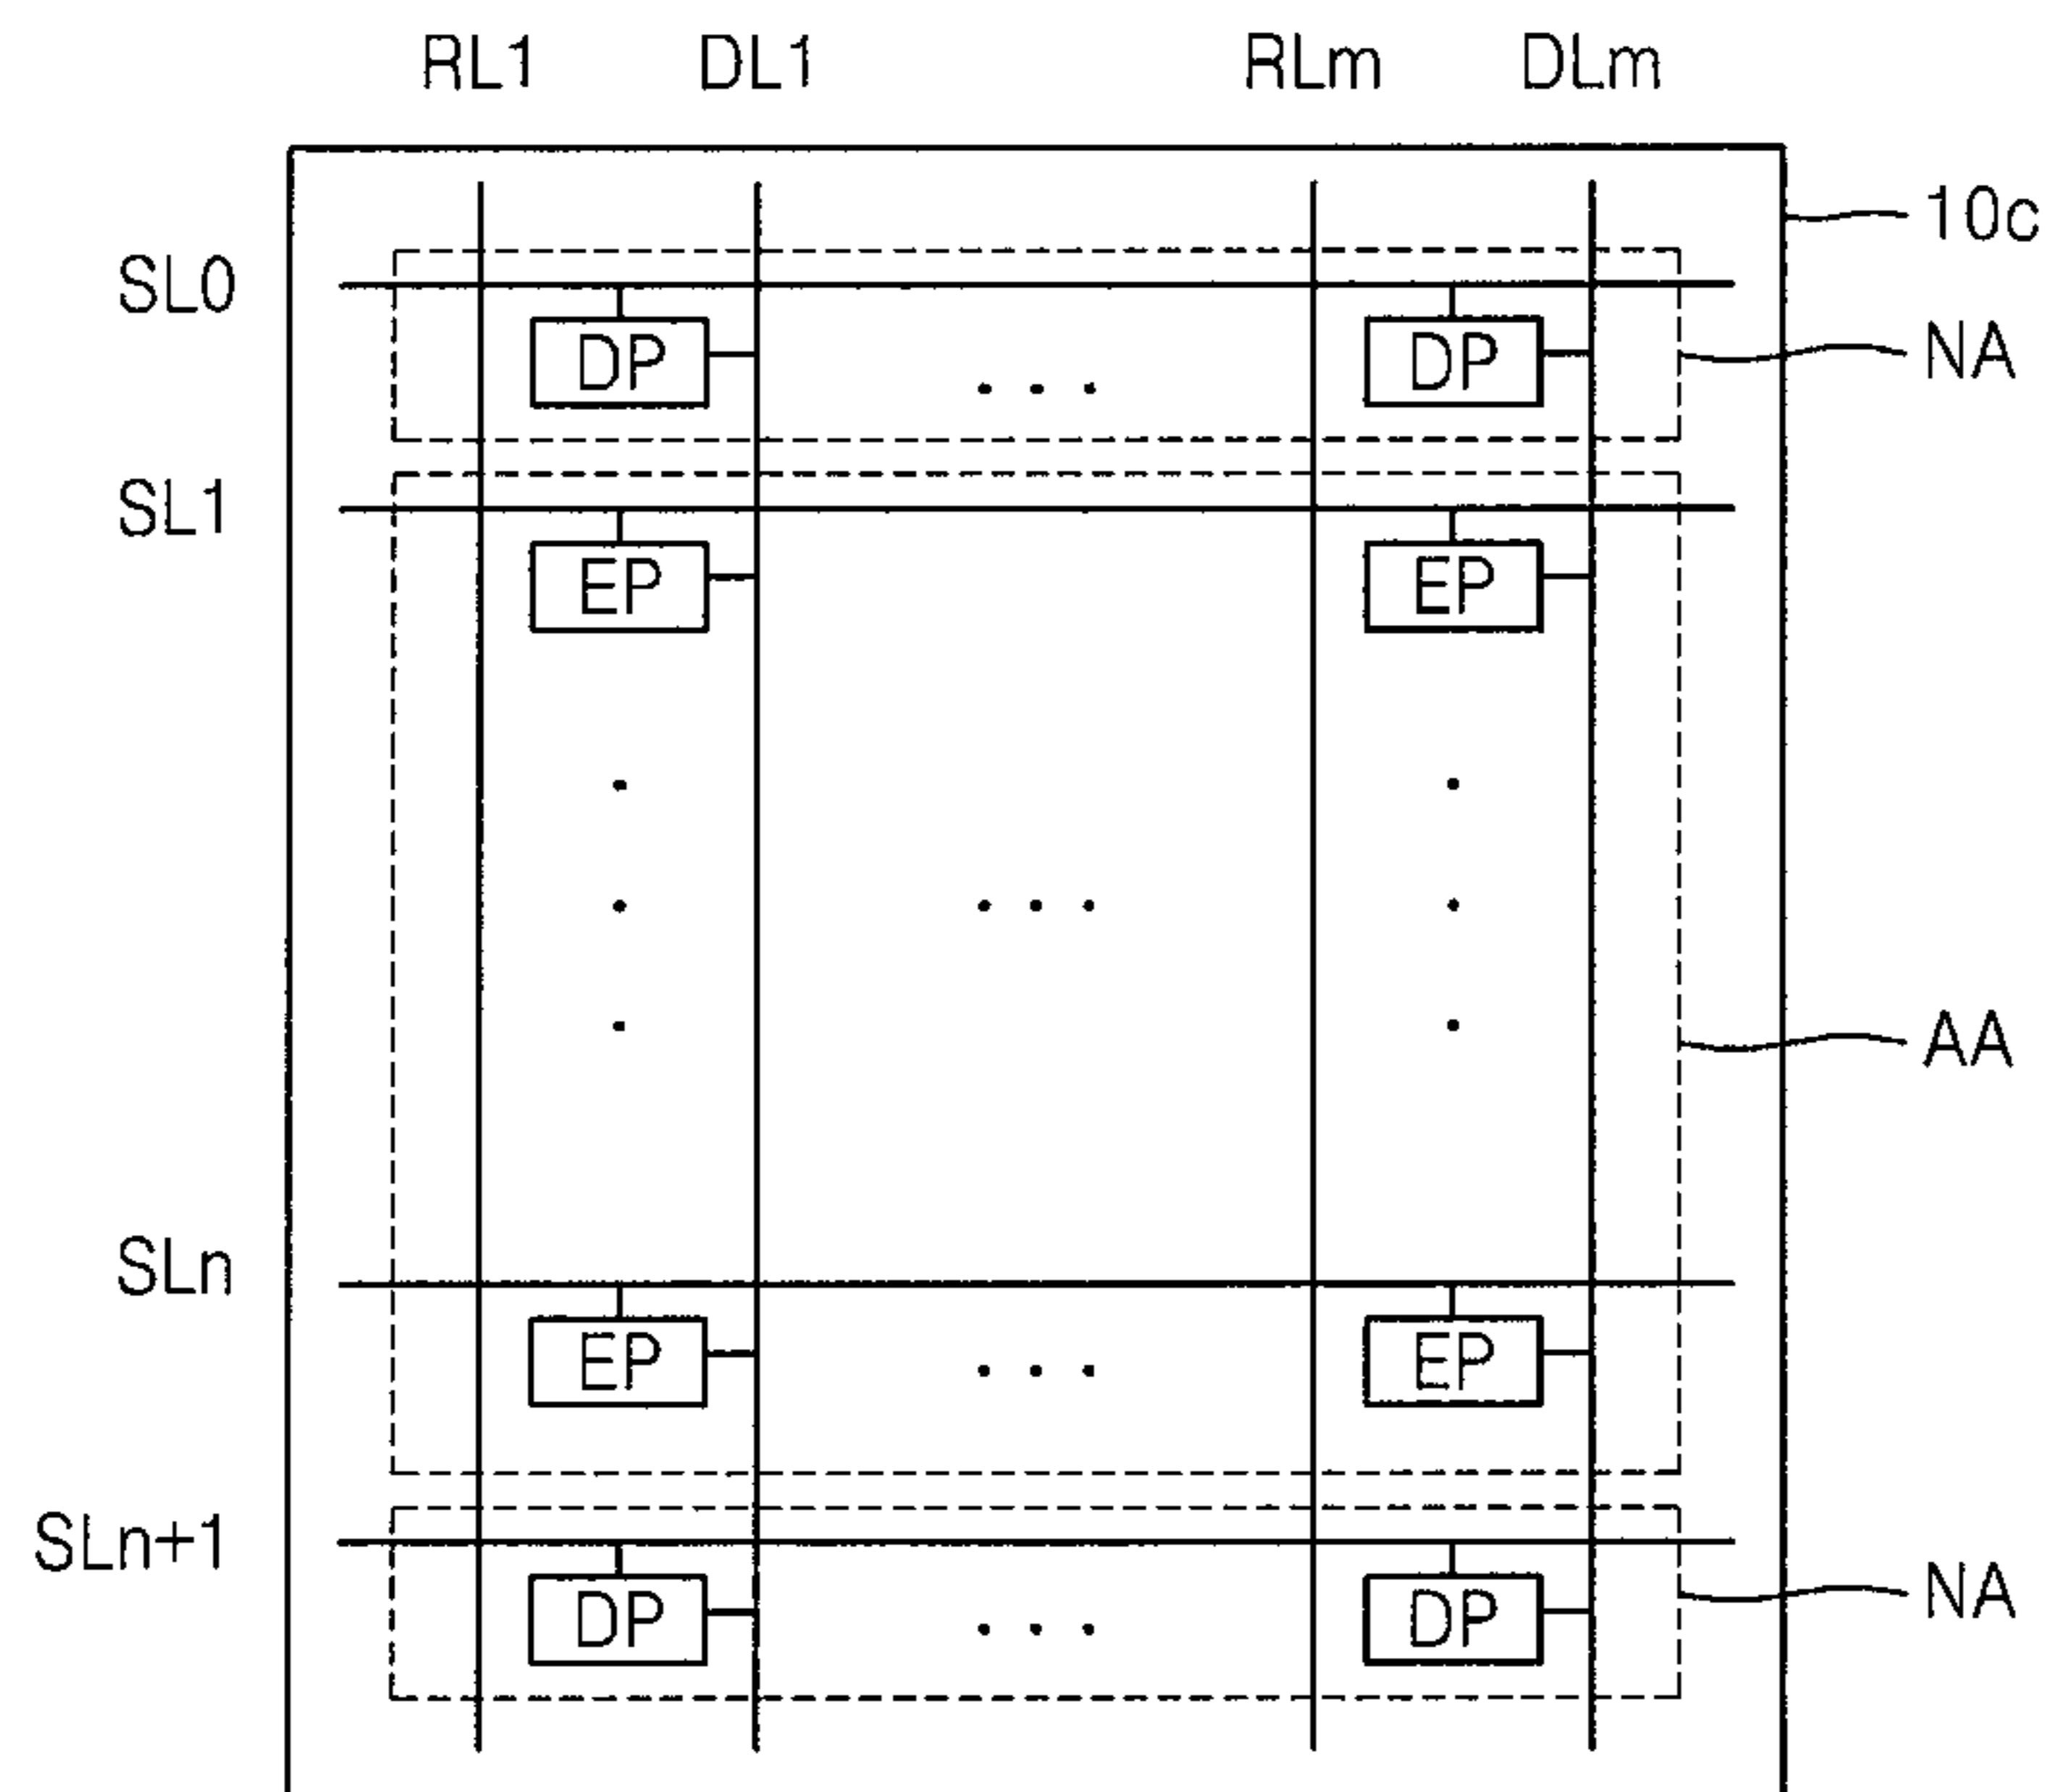 RL1 DL1 RLm DLm
10c
SL0
DP DP NA
SL1
EP EP
AA
SLn
EP EP
SLn+1
DP DP NA